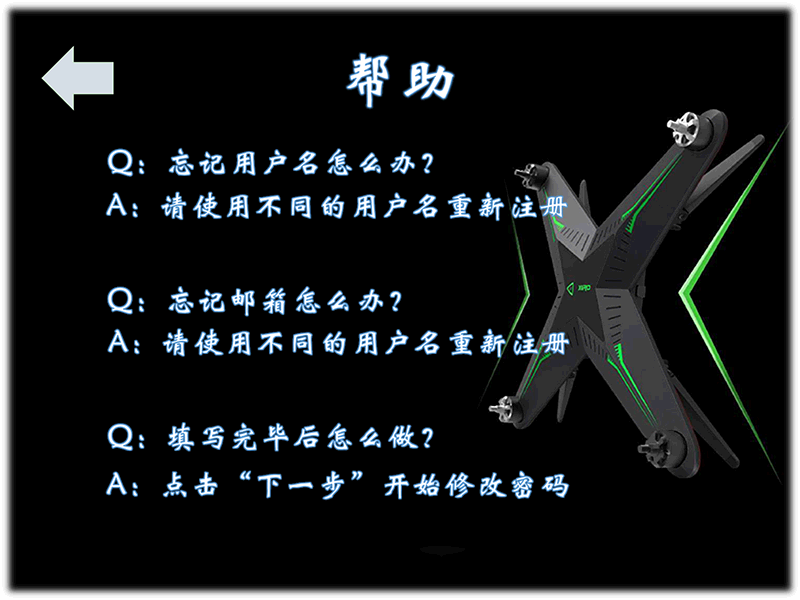 帮助
Q：忘记用户名怎么办？
A：请使用不同的用户名重新注册
Q：忘记邮箱怎么办？
A：请使用不同的用户名重新注册
Q：填写完毕后怎么做？
A：点击“下一步”开始修改密码